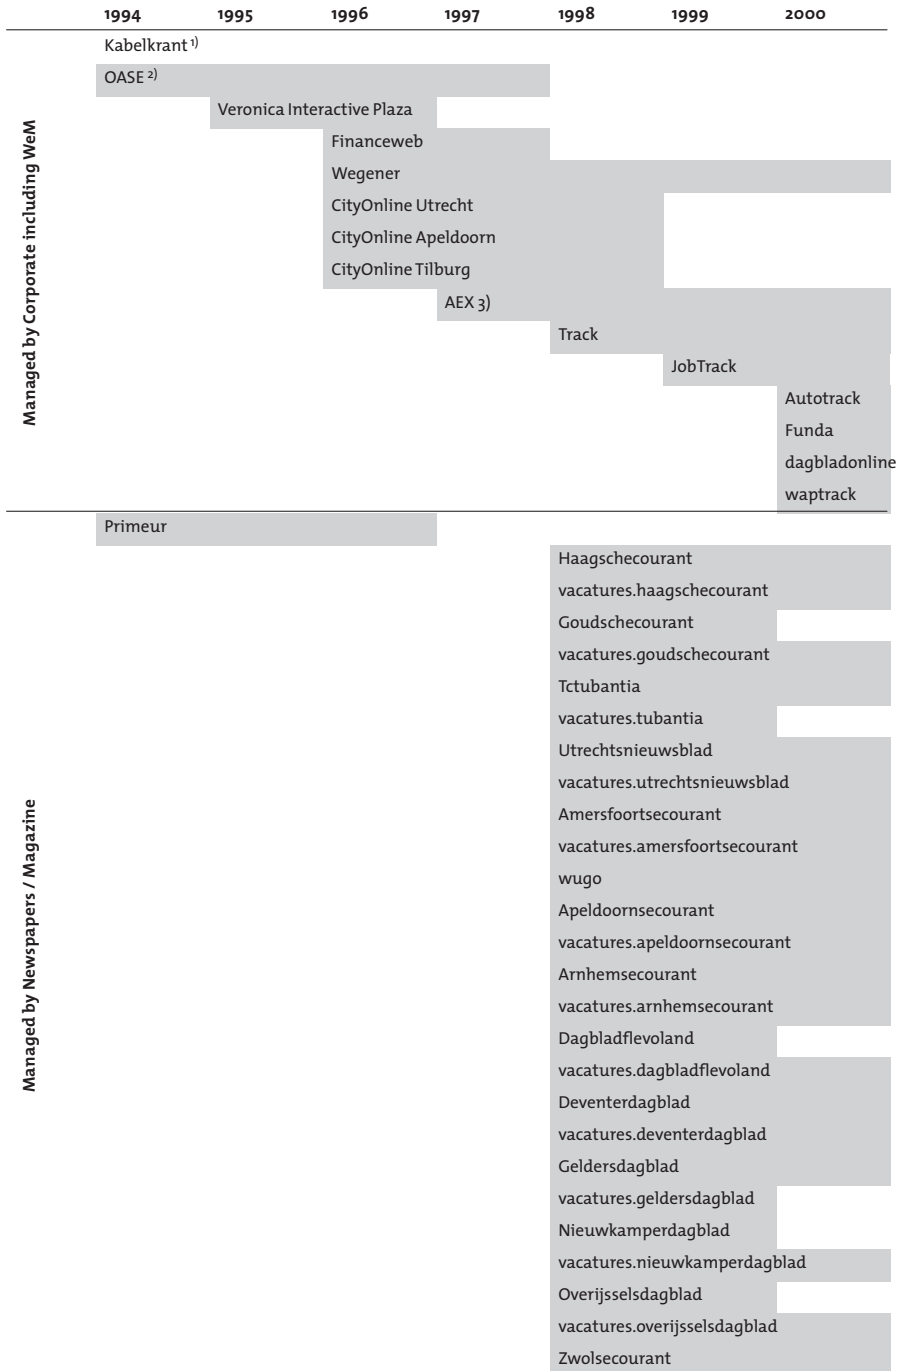 1994 1995 1996 1997 1998 1999 2000
Managed by Corporate including WeM
Kabelkrant 1)
OASE 2)
Veronica Interactive Plaza
Financeweb
Wegener
CityOnline Utrecht
CityOnline Apeldoorn
CityOnline Tilburg
AEX 3)
Track
JobTrack
Autotrack
Funda
dagbladonline
waptrack
Managed by Newspapers / Magazine
Primeur
Haagschecourant
vacatures.haagschecourant
Goudschecourant
vacatures.goudschecourant
Tctubantia
vacatures.tubantia
Utrechtsnieuwsblad
vacatures.utrechtsnieuwsblad
Amersfoortsecourant
vacatures.amersfoortsecourant
wugo
Apeldoornsecourant
vacatures.apeldoornsecourant
Arnhemsecourant
vacatures.arnhemsecourant
Dagbladflevoland
vacatures.dagbladflevoland
Deventerdagblad
vacatures.deventerdagblad
Geldersdagblad
vacatures.geldersdagblad
Nieuwkamperdagblad
vacatures.nieuwkamperdagblad
Overijsselsdagblad
vacatures.overijsselsdagblad
Zwolsecourant